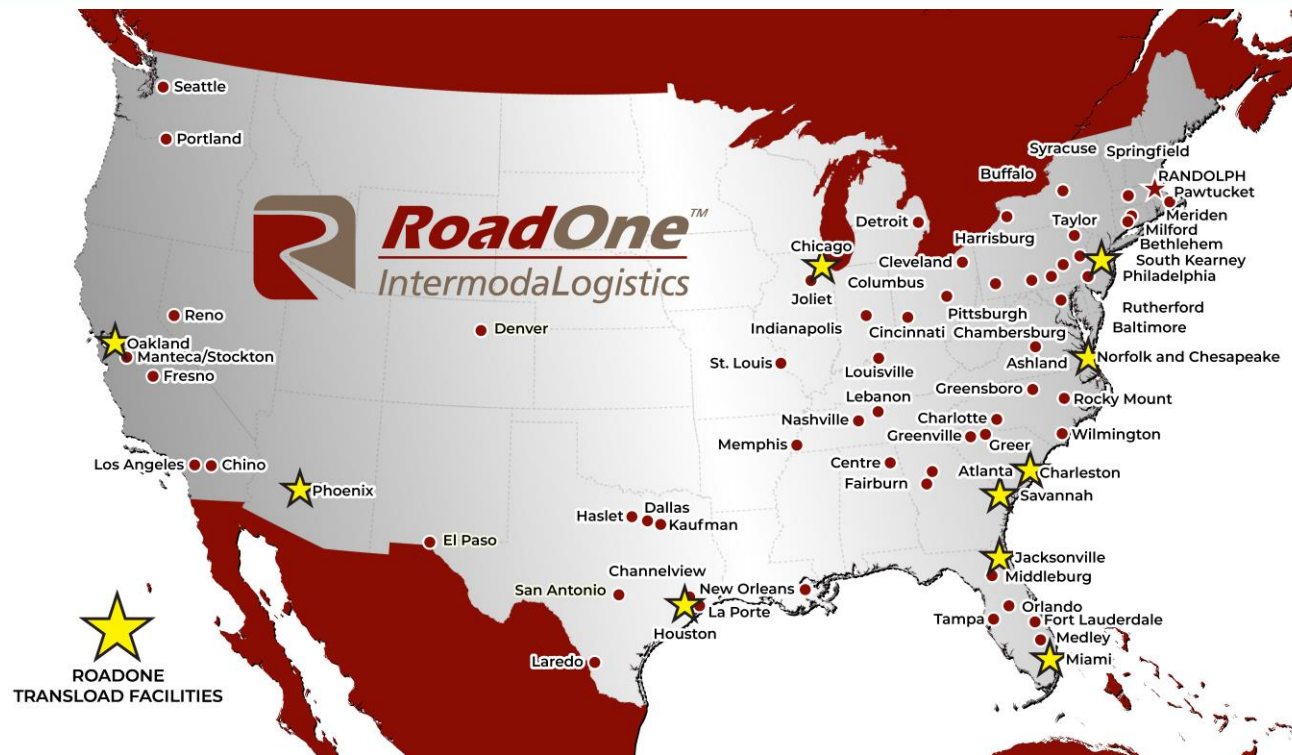 Seattle
Portland
Syracuse
Springfield
Buffalo
RANDOLPH
Pawtucket
RoadOne™
IntermodaLogistics
Detroit
Harrisburg
Taylor
Meriden
Milford
Bethlehem
Chicago
Cleveland
South Kearney
Columbus
Philadelphia
Joliet
Reno
Denver
Indianapolis
Cincinnati
Pittsburgh
Chambersburg
Rutherford
Baltimore
Oakland
Manteca/Stockton
Fresno
St. Louis
Louisville
Ashland
Norfolk and Chesapeake
Lebanon
Greensboro
Rocky Mount
Nashville
Charlotte
Greenville
Greer
Wilmington
Memphis
Los Angeles
Chino
Centre
Fairburn
Atlanta
Charleston
Phoenix
Savannah
Haslet
Dallas
Kaufman
El Paso
Channelview
Jacksonville
Middleburg
San Antonio
New Orleans
La Porte
Houston
Orlando
Tampa
Fort Lauderdale
Medley
Miami
Laredo
ROADONE
TRANSLOAD FACILITIES